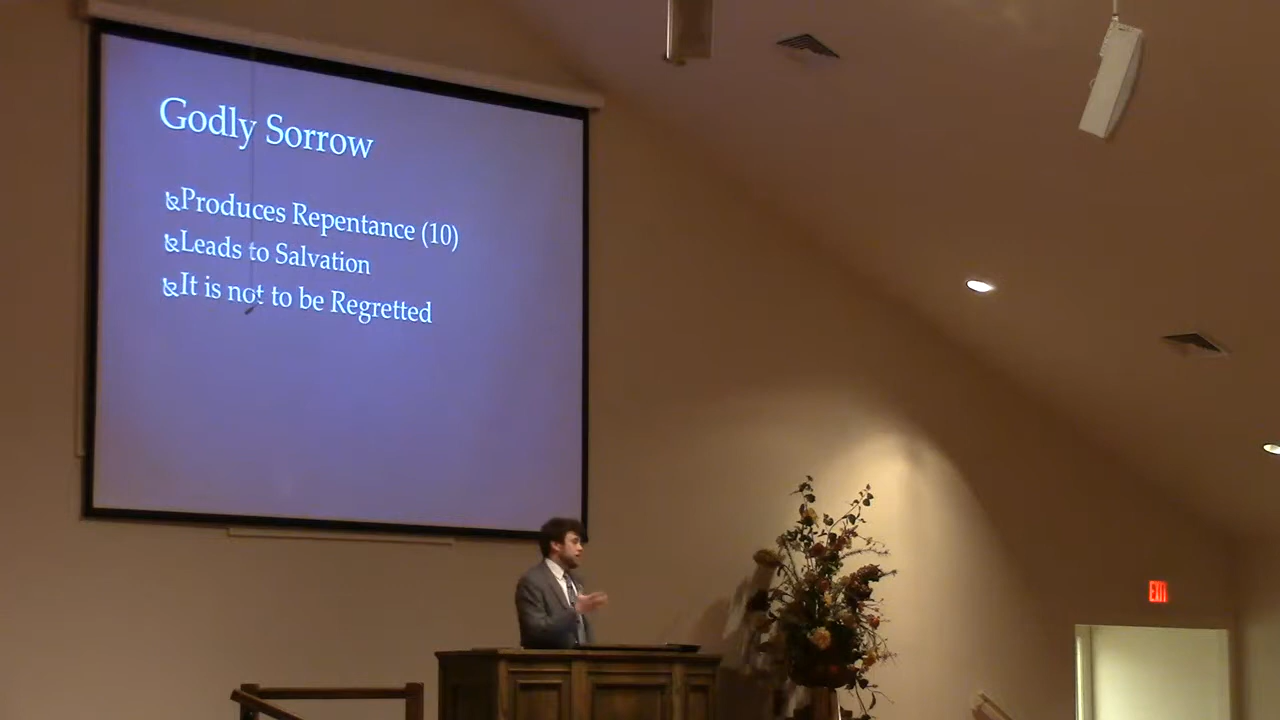 Godly Sorrow
Produces Repentance (10)
Leads to Salvation
It is not to be Regretted
EXIT